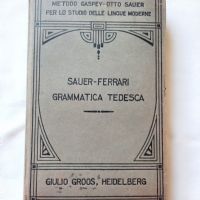 METODO GASPEY-OTTO SAUER
PER LO STUDIO DELLE LINGUE MODERNE
SAUER-FERRARI
GRAMMATICA TEDESCA
GIULIO GROOS, HEIDELBERG